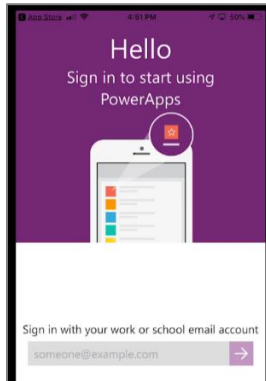 App Store 4:51 PM 50%
Hello
Sign in to start using
PowerApps
Sign in with your work or school email account
someone@example.com